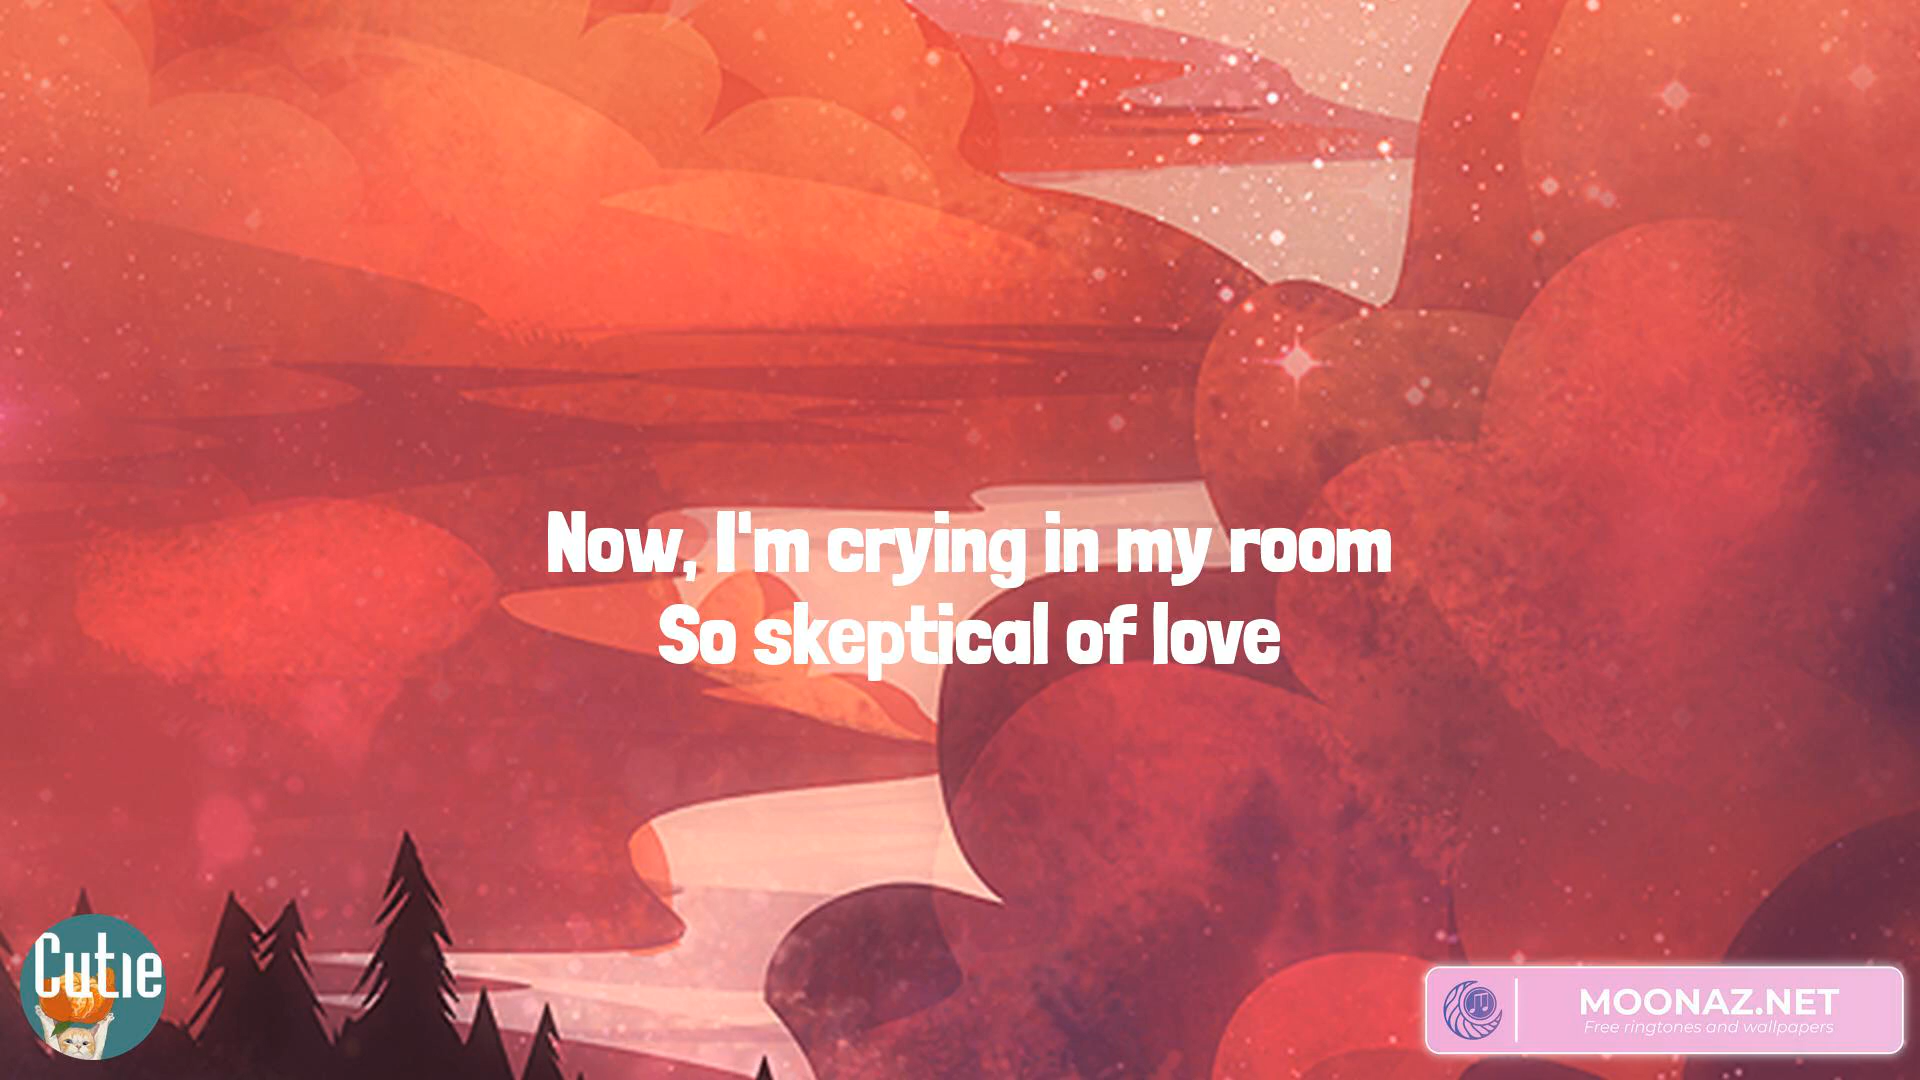 Now, I'm crying in my room
So skeptical of love
Cutie
MOONAZ.NET
Free ringtones and wallpapers